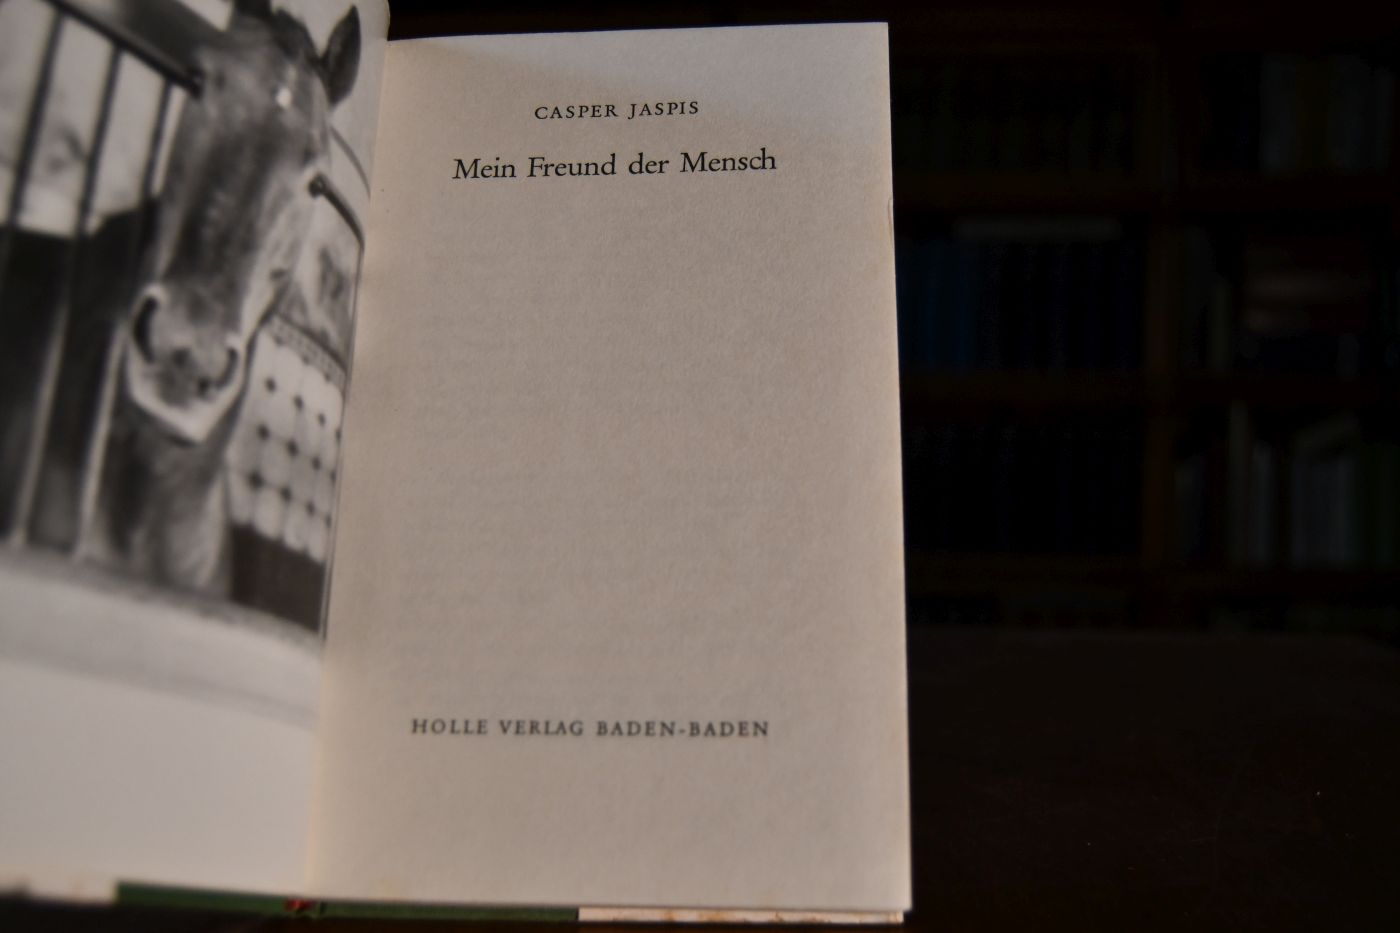 CASPER JASPIS
Mein Freund der Mensch
HOLLE VERLAG BADEN-BADEN